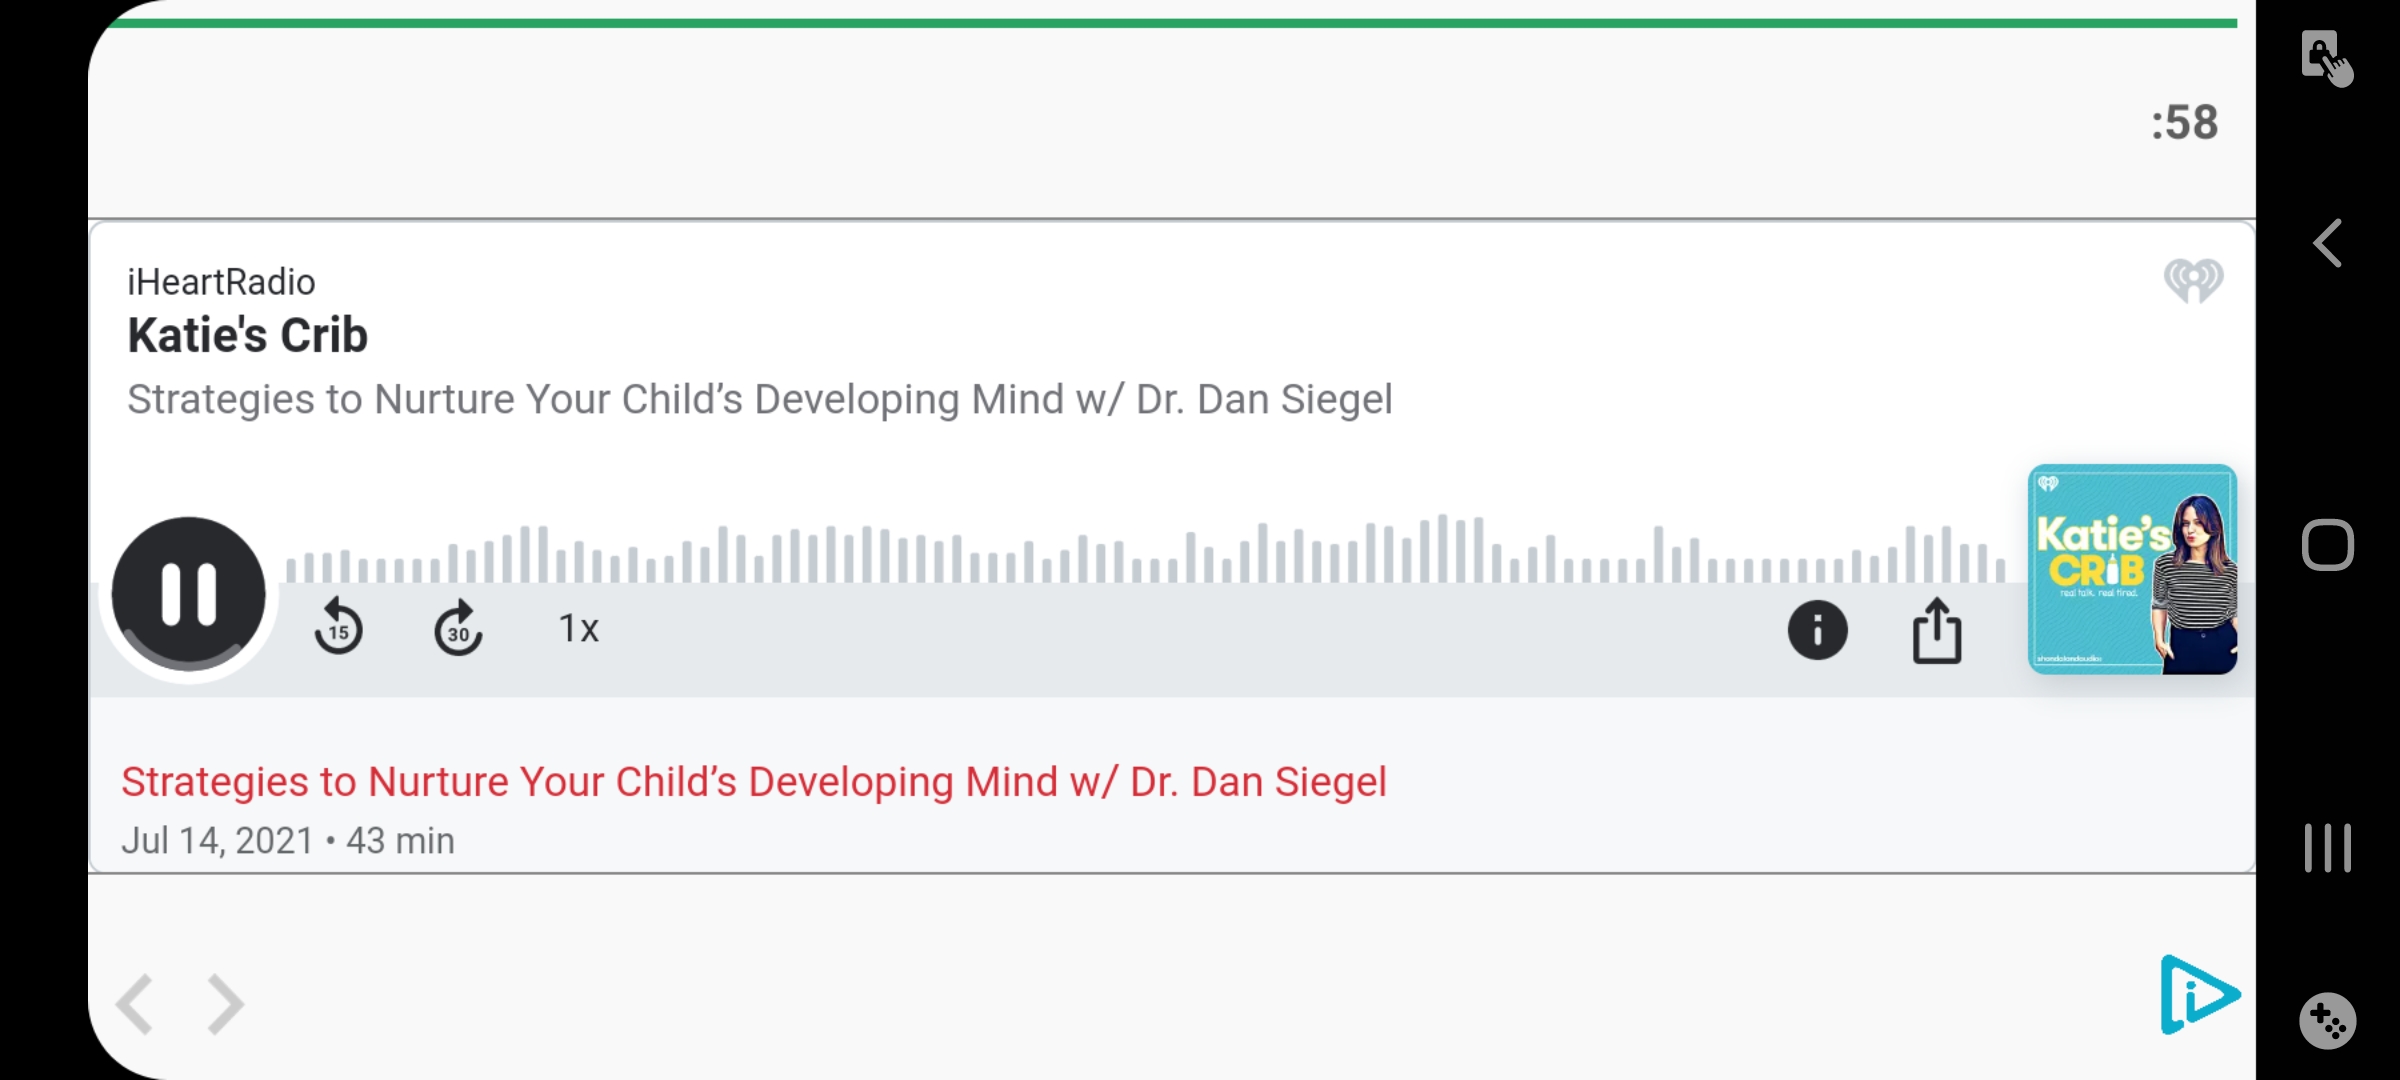 :58
iHeartRadio
Katie's Crib
Strategies to Nurture Your Child’s Developing Mind w/ Dr. Dan Siegel
Katie’s
CRIB
real talk. real tired.
shondalandaudio
15
30
1x
Strategies to Nurture Your Child’s Developing Mind w/ Dr. Dan Siegel
Jul 14, 2021 • 43 min